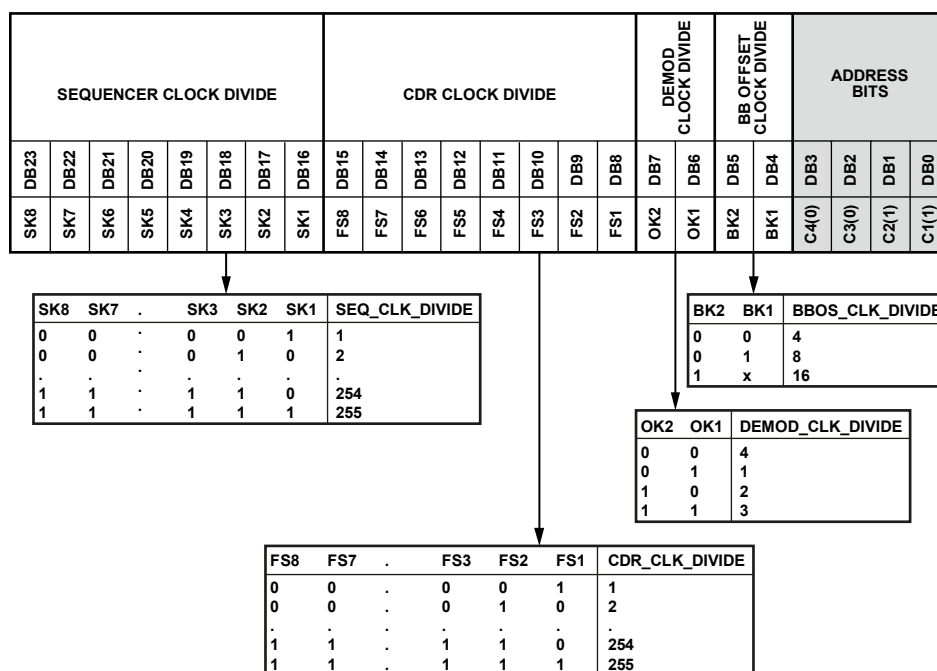 SEQUENCER CLOCK DIVIDE
CDR CLOCK DIVIDE
DEMOD
CLOCK DIVIDE
BB OFFSET
CLOCK DIVIDE
ADDRESS
BITS
DB23 DB22 DB21 DB20 DB19 DB18 DB17 DB16 DB15 DB14 DB13 DB12 DB11 DB10 DB9 DB8 DB7 DB6 DB5 DB4 DB3 DB2 DB1 DB0
SK8 SK7 SK6 SK5 SK4 SK3 SK2 SK1 FS8 FS7 FS6 FS5 FS4 FS3 FS2 FS1 OK2 OK1 BK2 BK1 C4(0) C3(0) C2(1) C1(1)
SK8 SK7 . SK3 SK2 SK1 SEQ_CLK_DIVIDE
0 0 . 0 0 1 1
0 0 . 0 1 0 2
. . . . . . .
1 1 . 1 1 0 254
1 1 . 1 1 1 255
BK2 BK1 BBOS_CLK_DIVIDE
0 0 4
0 1 8
1 x 16
OK2 OK1 DEMOD_CLK_DIVIDE
0 0 4
0 1 1
1 0 2
1 1 3
FS8 FS7 . FS3 FS2 FS1 CDR_CLK_DIVIDE
0 0 . 0 0 1 1
0 0 . 0 1 0 2
. . . . . . .
1 1 . 1 1 0 254
1 1 . 1 1 1 255